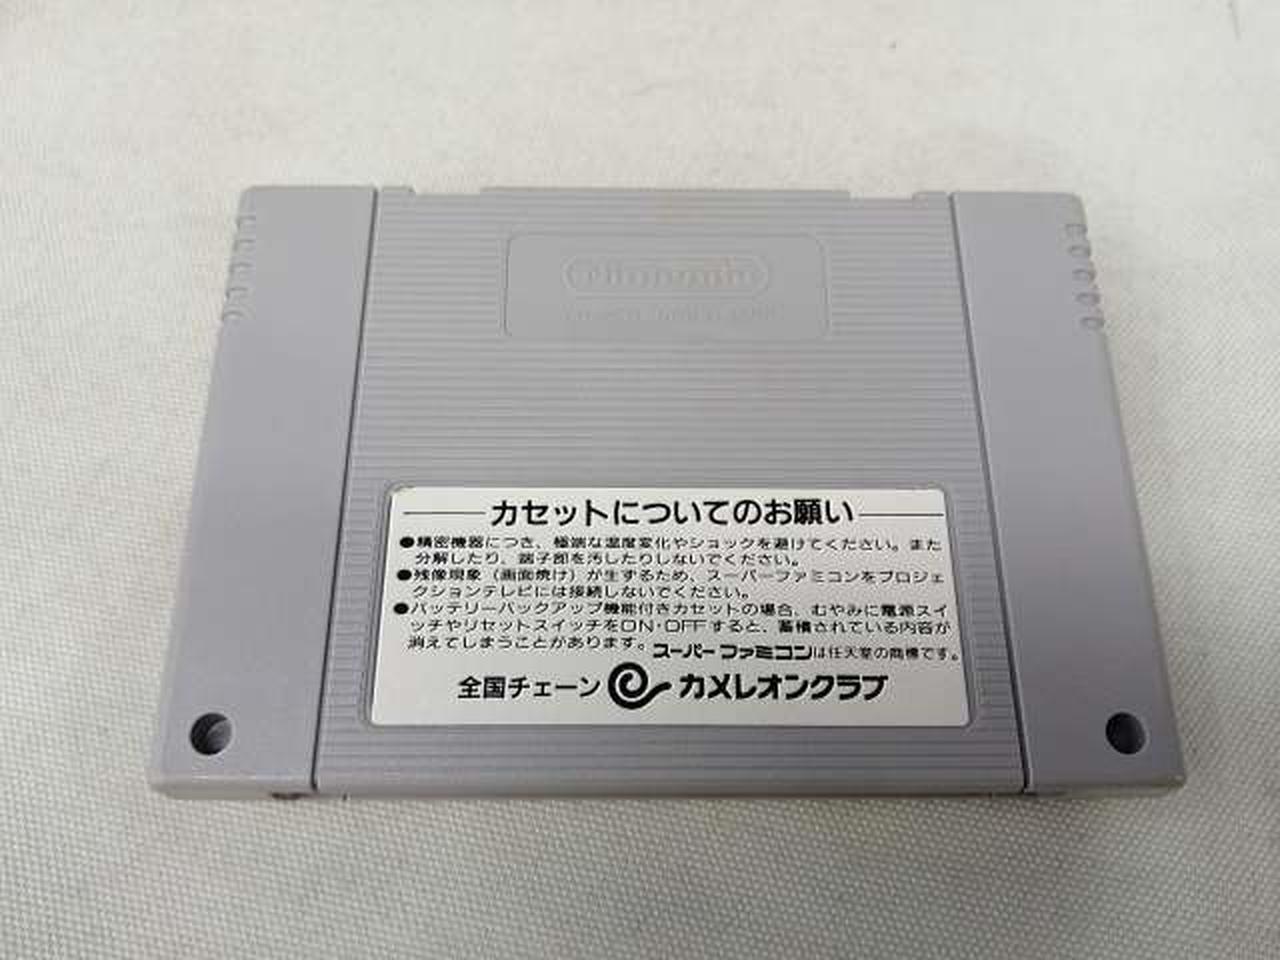 Nintendo
カセットについてのお願い
●精密機器につき、極端な温度変化やショックを避けてください。また
分解したり、端子部を汚したりしないでください。
●残像現象（画面焼け）が生ずるため、スーパーファミコンをプロジェ
クションテレビには接続しないでください。
●バッテリーバックアップ機能付きカセットの場合、むやみに電源スイ
ッチやリセットスイッチをON・OFFすると、蓄積されている内容が
消えてしまうことがあります。
スーパーファミコンは任天堂の商標です。
全国チェーン カメレオンクラブ